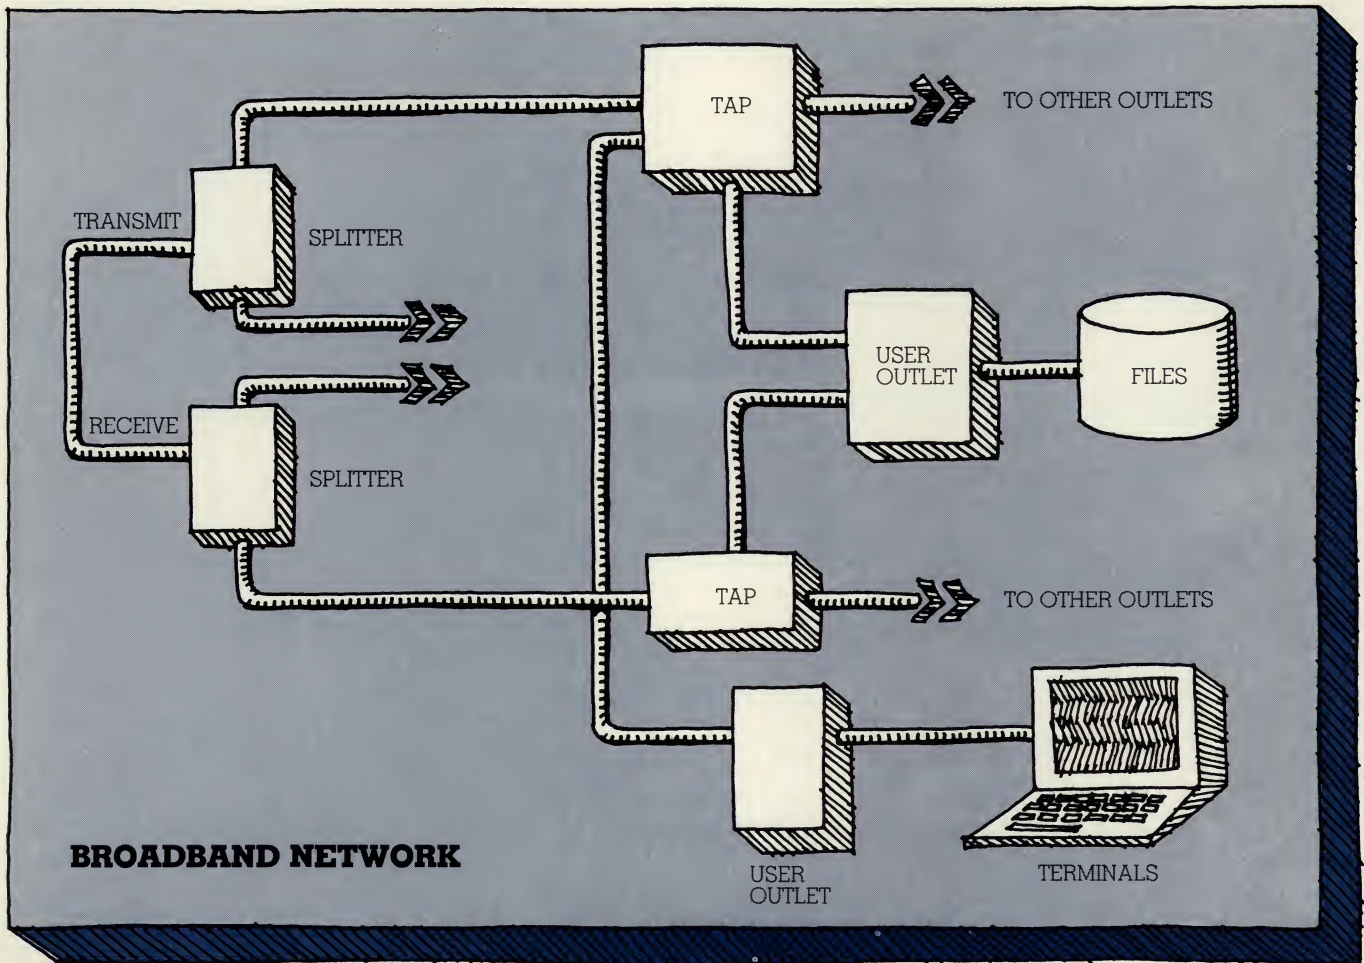 TAP
TO OTHER OUTLETS
TRANSMIT
SPLITTER
USER
OUTLET
FILES
RECEIVE
SPLITTER
TAP
TO OTHER OUTLETS
BROADBAND NETWORK
USER
OUTLET
TERMINALS